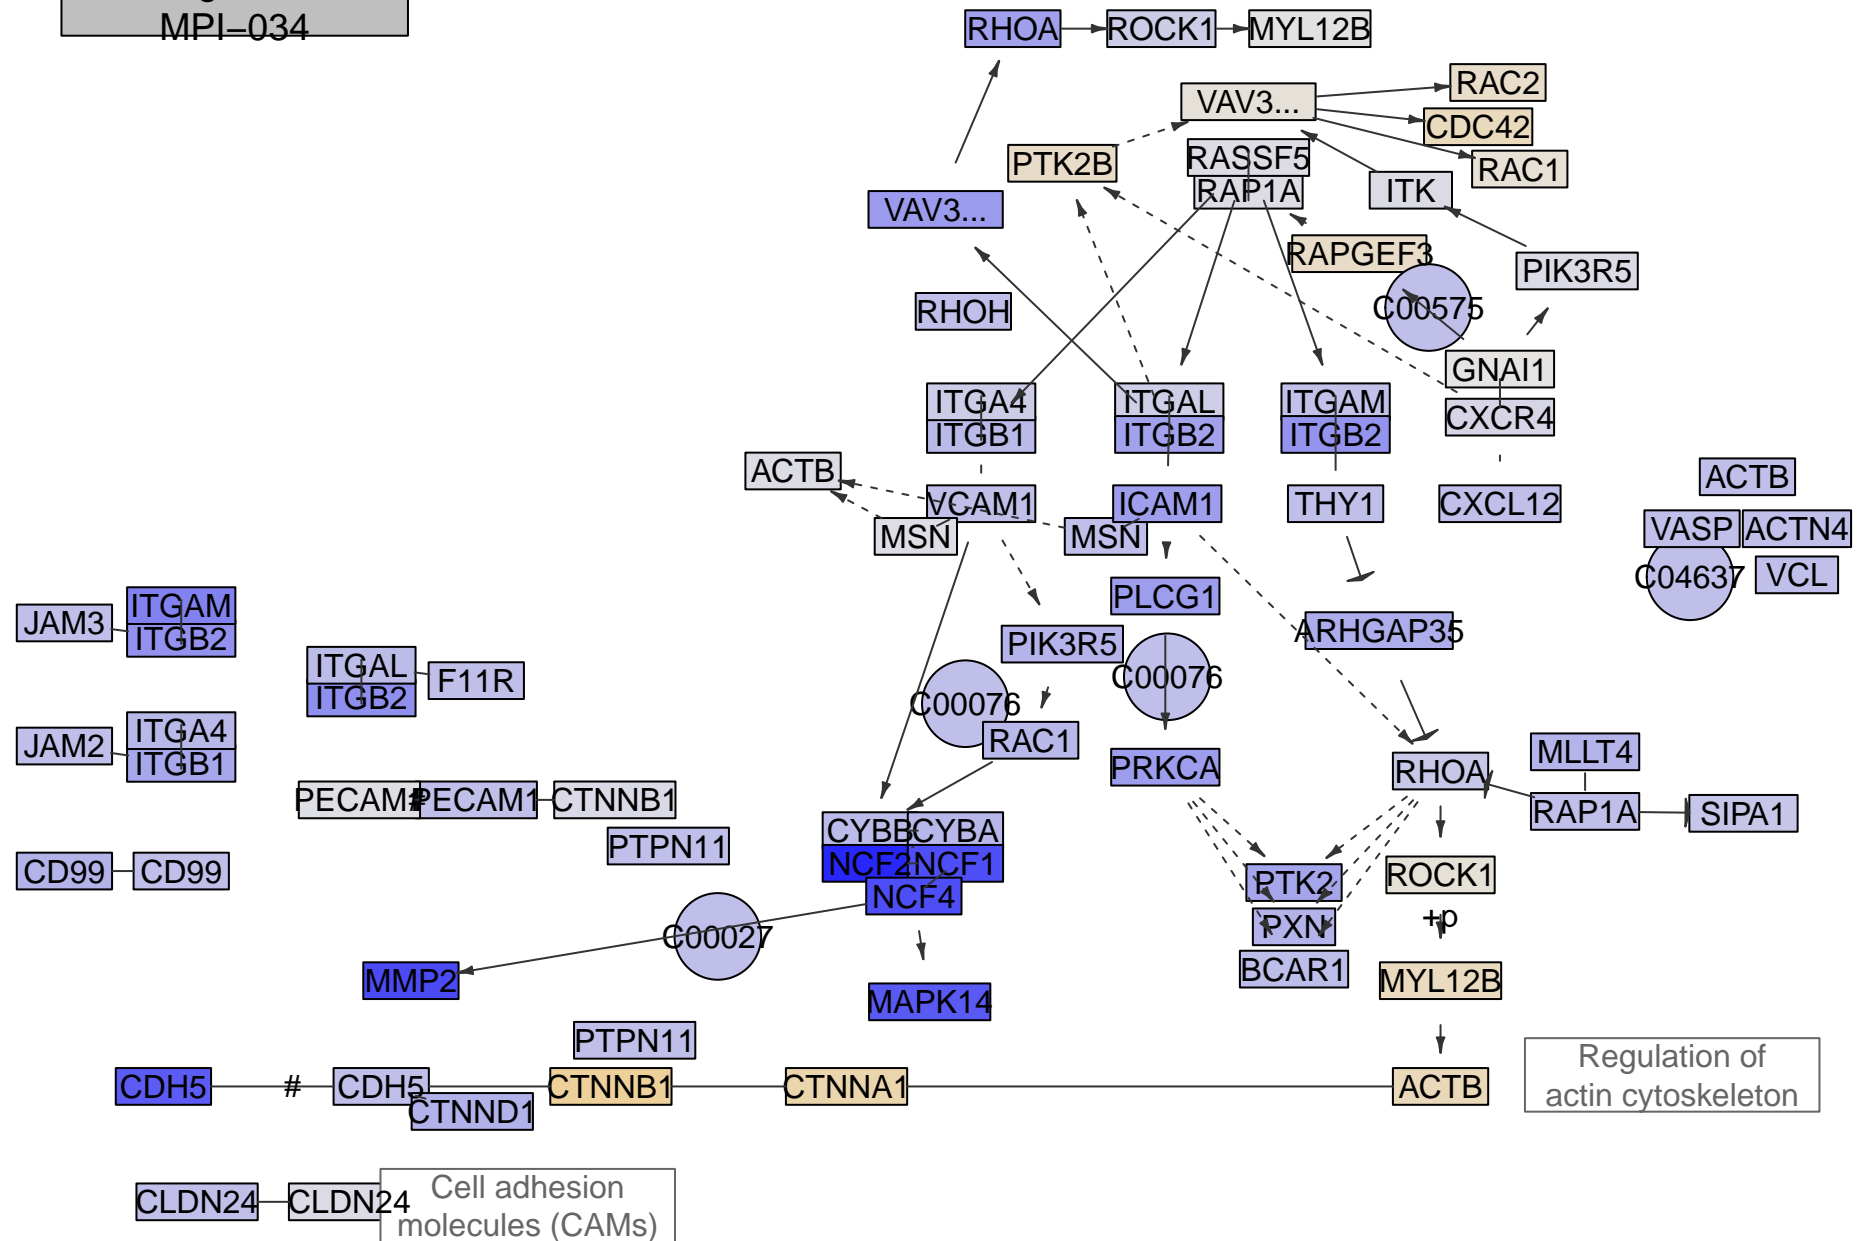 MPI−034
RHOA
ROCK1
MYL12B
VAV3...
RAC2
CDC42
RAC1
PTK2B
RASSF5
RAP1A
ITK
VAV3...
RAPGEF3
PIK3R5
C00575
RHOH
GNAI1
ITGA4
ITGAL
ITGAM
CXCR4
ITGB1
ITGB2
ITGB2
ACTB
ACTB
VCAM1
ICAM1
THY1
CXCL12
MSN
MSN
VASP
ACTN4
C04637
VCL
PLCG1
JAM3
ITGAM
ITGB2
ARHGAP35
PIK3R5
ITGAL
F11R
ITGB2
C00076
C00076
JAM2
ITGA4
ITGB1
RAC1
PRKCA
RHOA
MLLT4
PECAM1
#
PECAM1
CTNNB1
RAP1A
SIPA1
CYBB
CYBA
PTPN11
NCF2
NCF1
CD99
CD99
NCF4
PTK2
ROCK1
+p
PXN
C00027
BCAR1
MMP2
MYL12B
MAPK14
PTPN11
CDH5
#
CDH5
CTNNB1
CTNNA1
ACTB
CTNND1
Regulation of
actin cytoskeleton
CLDN24
CLDN24
Cell adhesion
molecules (CAMs)